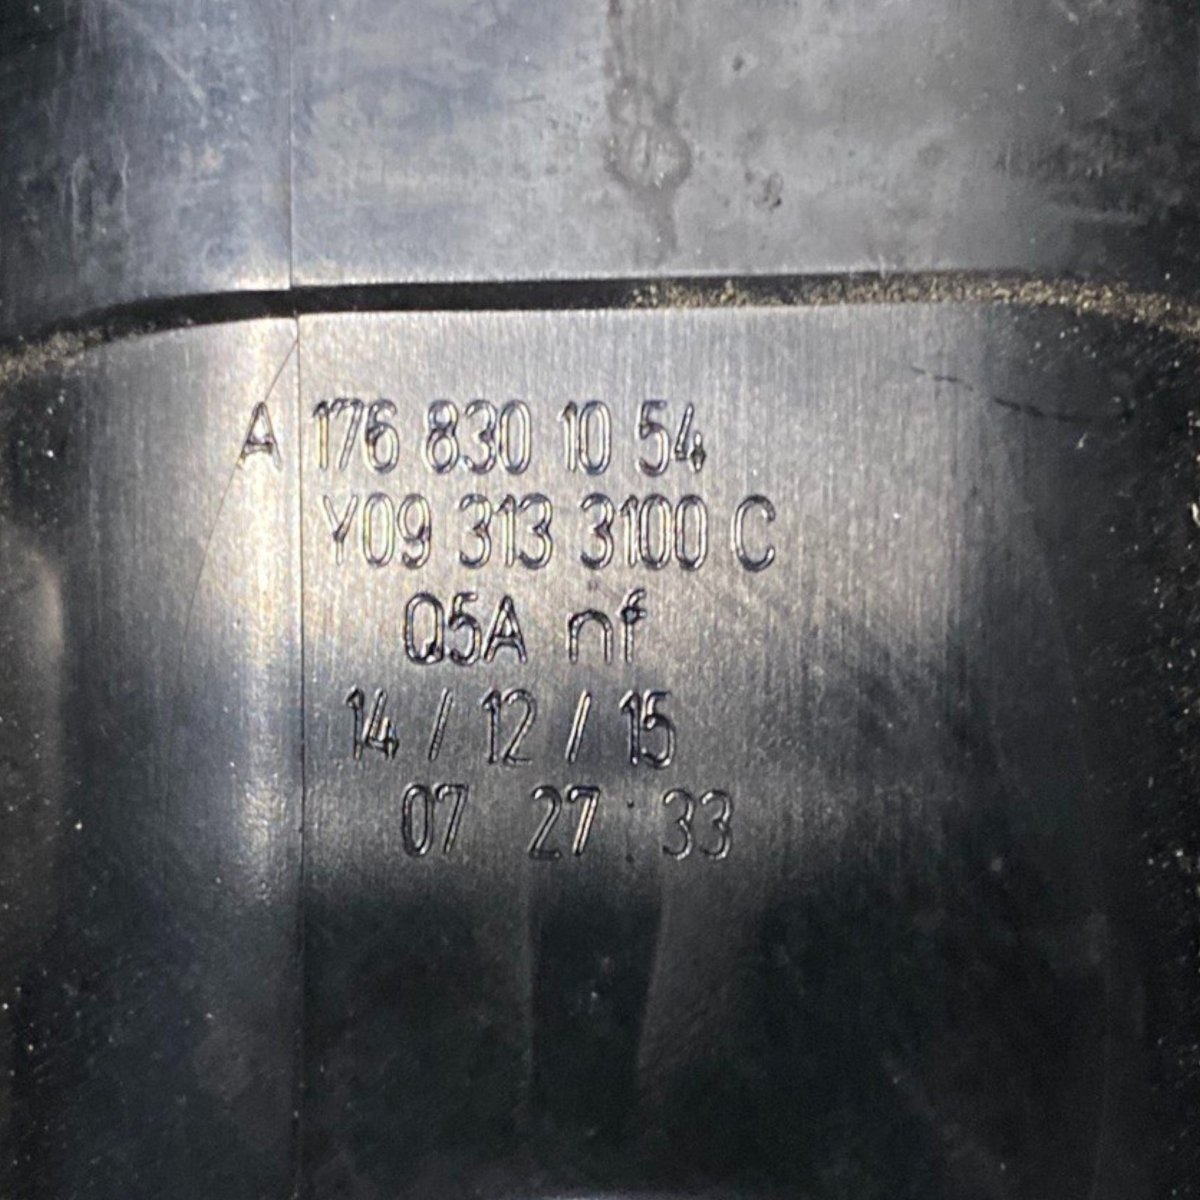 A 176 830 10 54
Y09 313 3100 C
Q5A nf
14 / 12 / 15
07 27 : 33